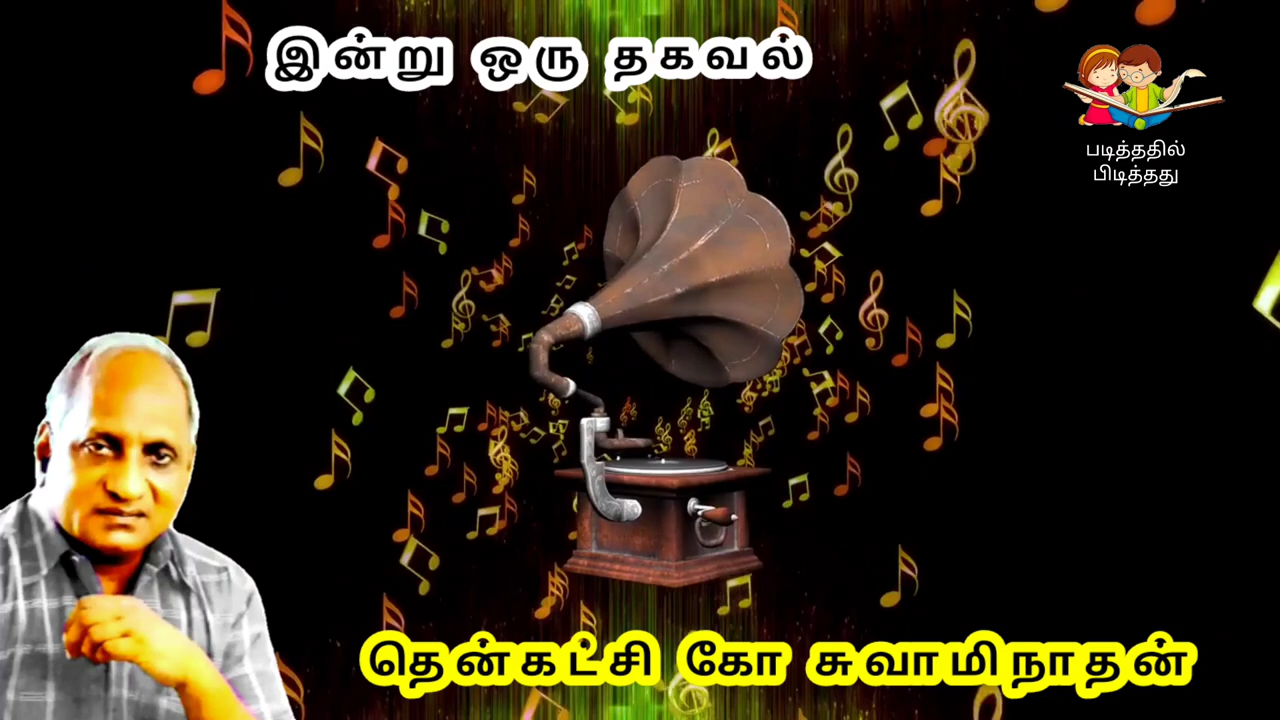 இன்று ஒரு தகவல்
படித்ததில்
பிடித்தது
தென்கட்சி கோ சுவாமிநாதன்